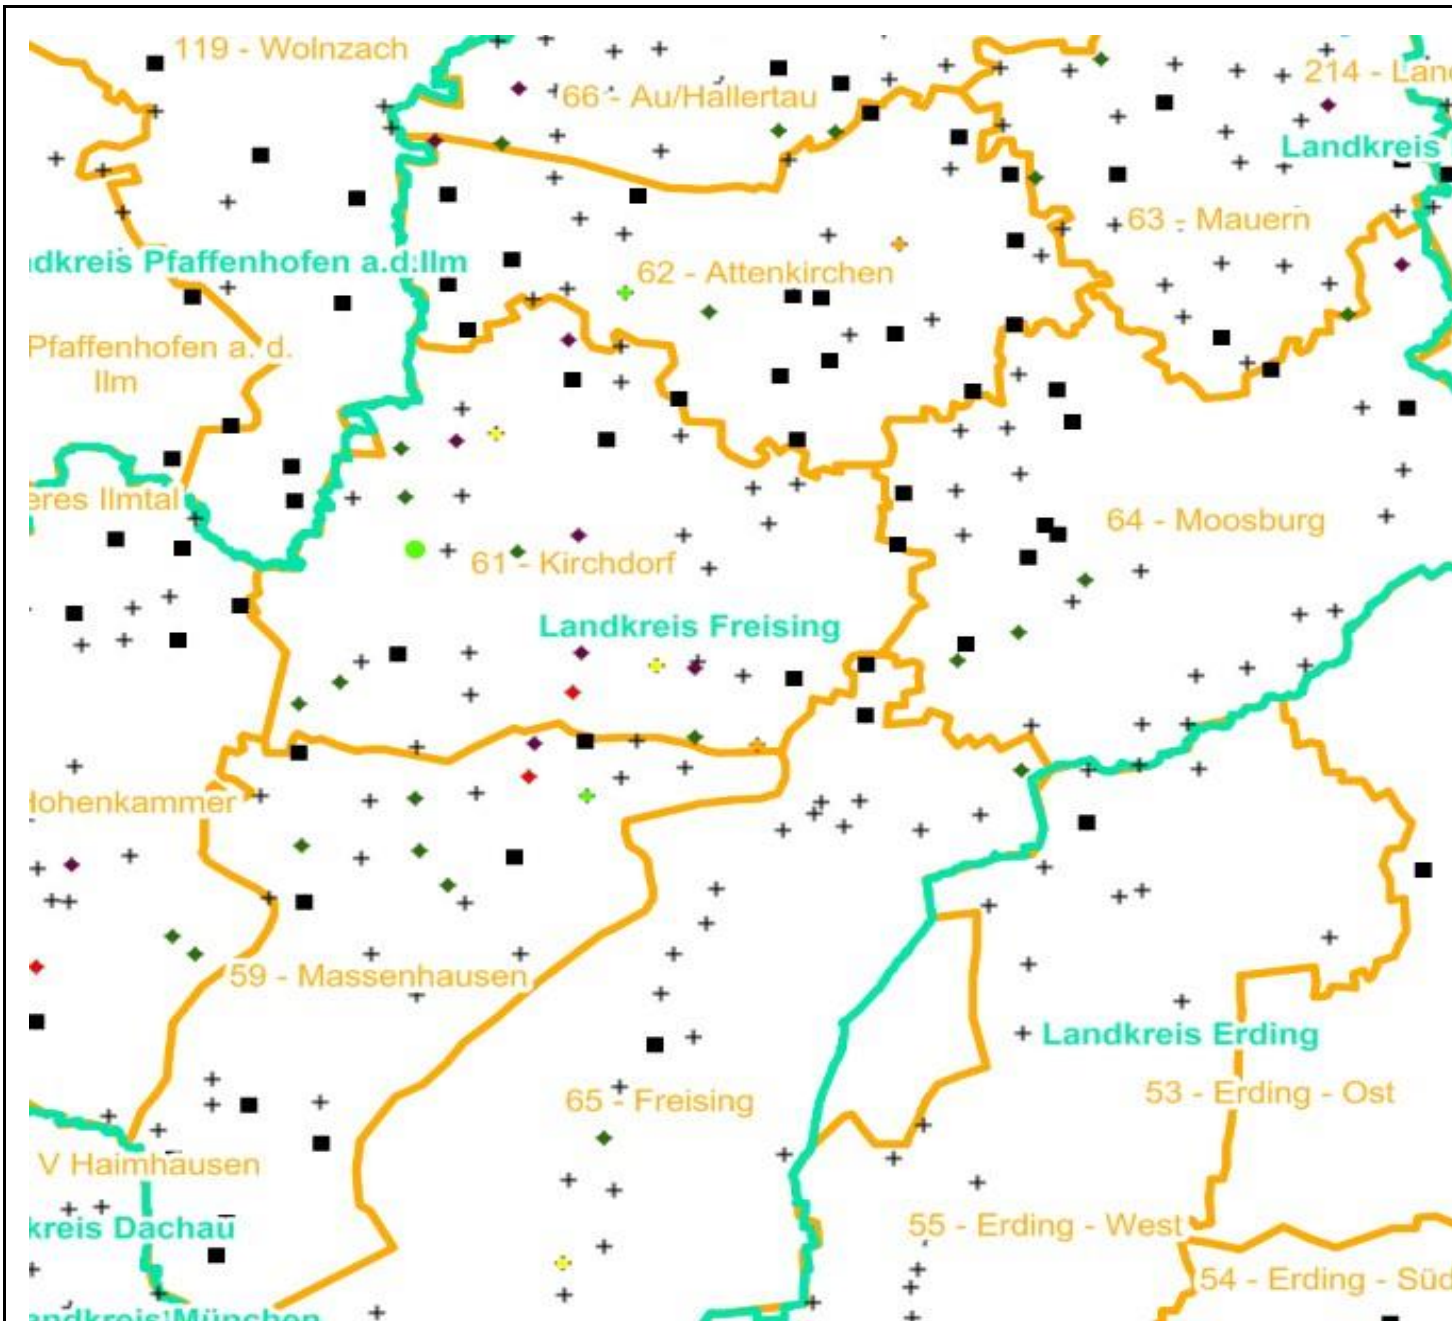 119 - Wolnzach
66 - Au/Hallertau
214 - Lan
Landkreis
63 - Mauern
dkreis Pfaffenhofen a.d.Ilm
62 - Attenkirchen
Pfaffenhofen a. d.
Ilm
eres Ilmtal
64 - Moosburg
61 - Kirchdorf
Landkreis Freising
Hohenkammer
59 - Massenhausen
Landkreis Erding
53 - Erding - Ost
65 - Freising
V Haimhausen
kreis Dachau
55 - Erding - West
54 - Erding - Süd
andkreis München